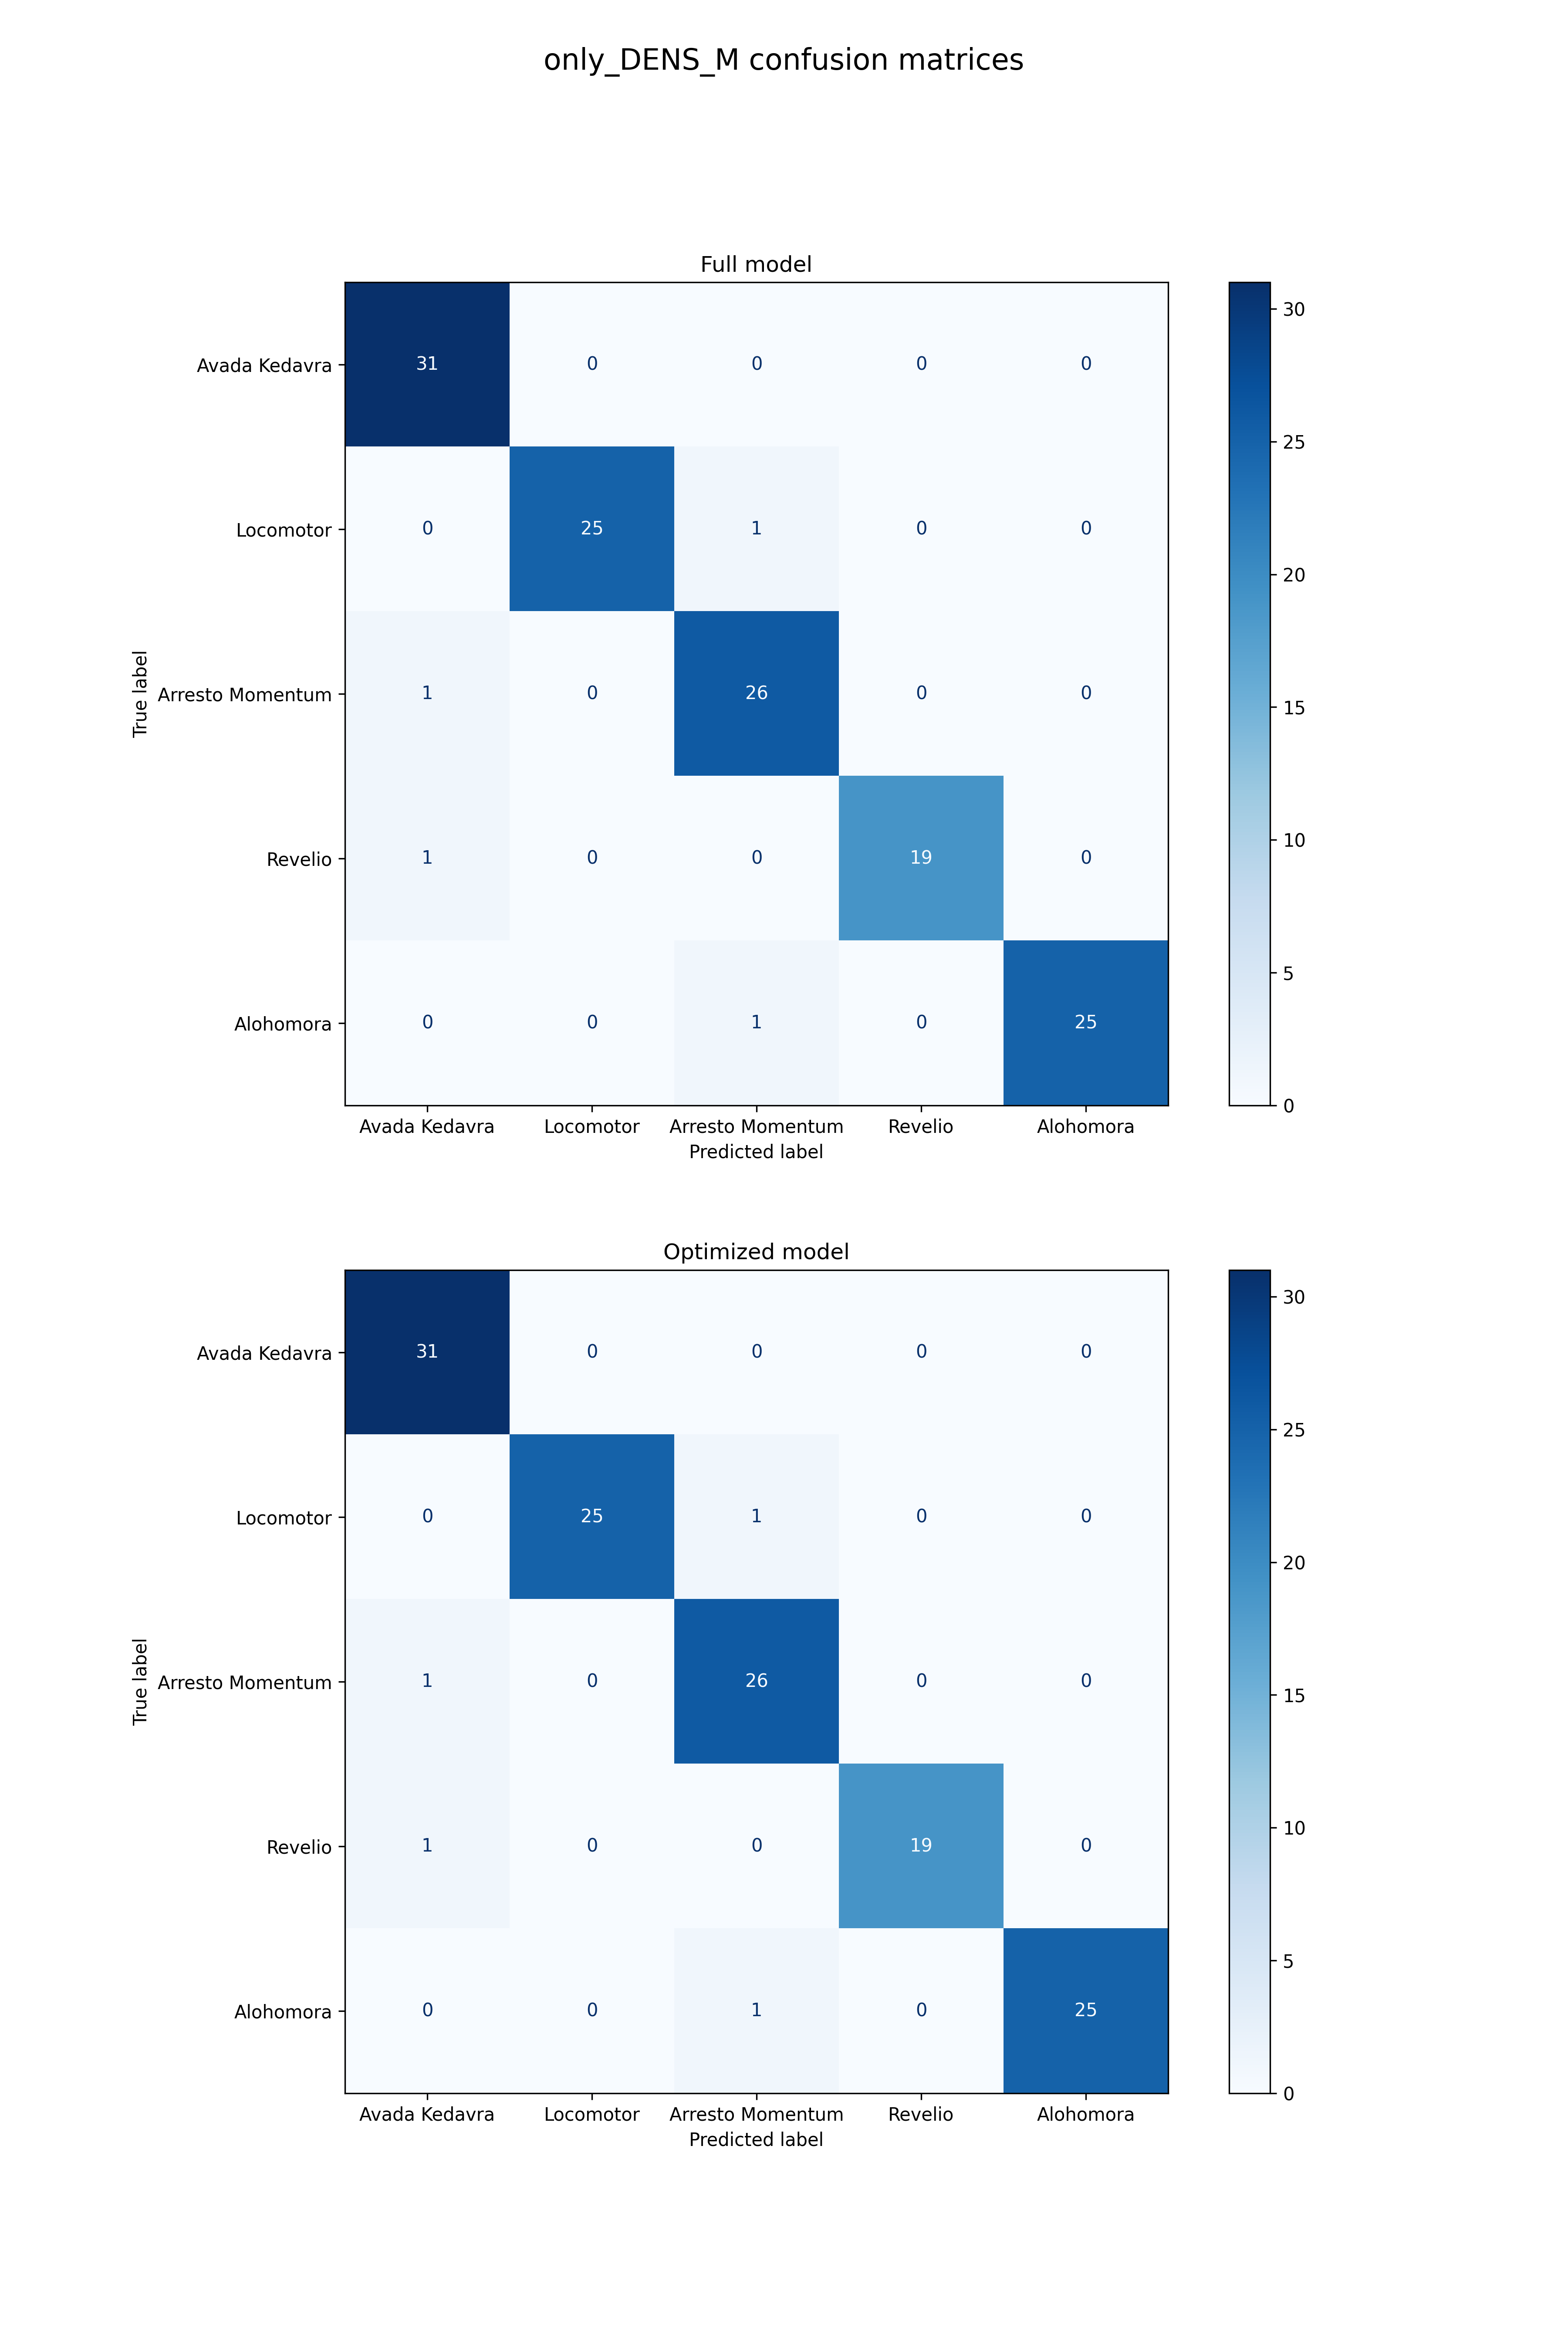 only_DENS_M confusion matrices
Full model
Avada Kedavra 31 0 0 0 0
Locomotor 0 25 1 0 0
Arresto Momentum 1 0 26 0 0
Revelio 1 0 0 19 0
Alohomora 0 0 1 0 25
True label
Avada Kedavra Locomotor Arresto Momentum Revelio Alohomora
Predicted label
30
25
20
15
10
5
0
Optimized model
Avada Kedavra 31 0 0 0 0
Locomotor 0 25 1 0 0
Arresto Momentum 1 0 26 0 0
Revelio 1 0 0 19 0
Alohomora 0 0 1 0 25
True label
Avada Kedavra Locomotor Arresto Momentum Revelio Alohomora
Predicted label
30
25
20
15
10
5
0